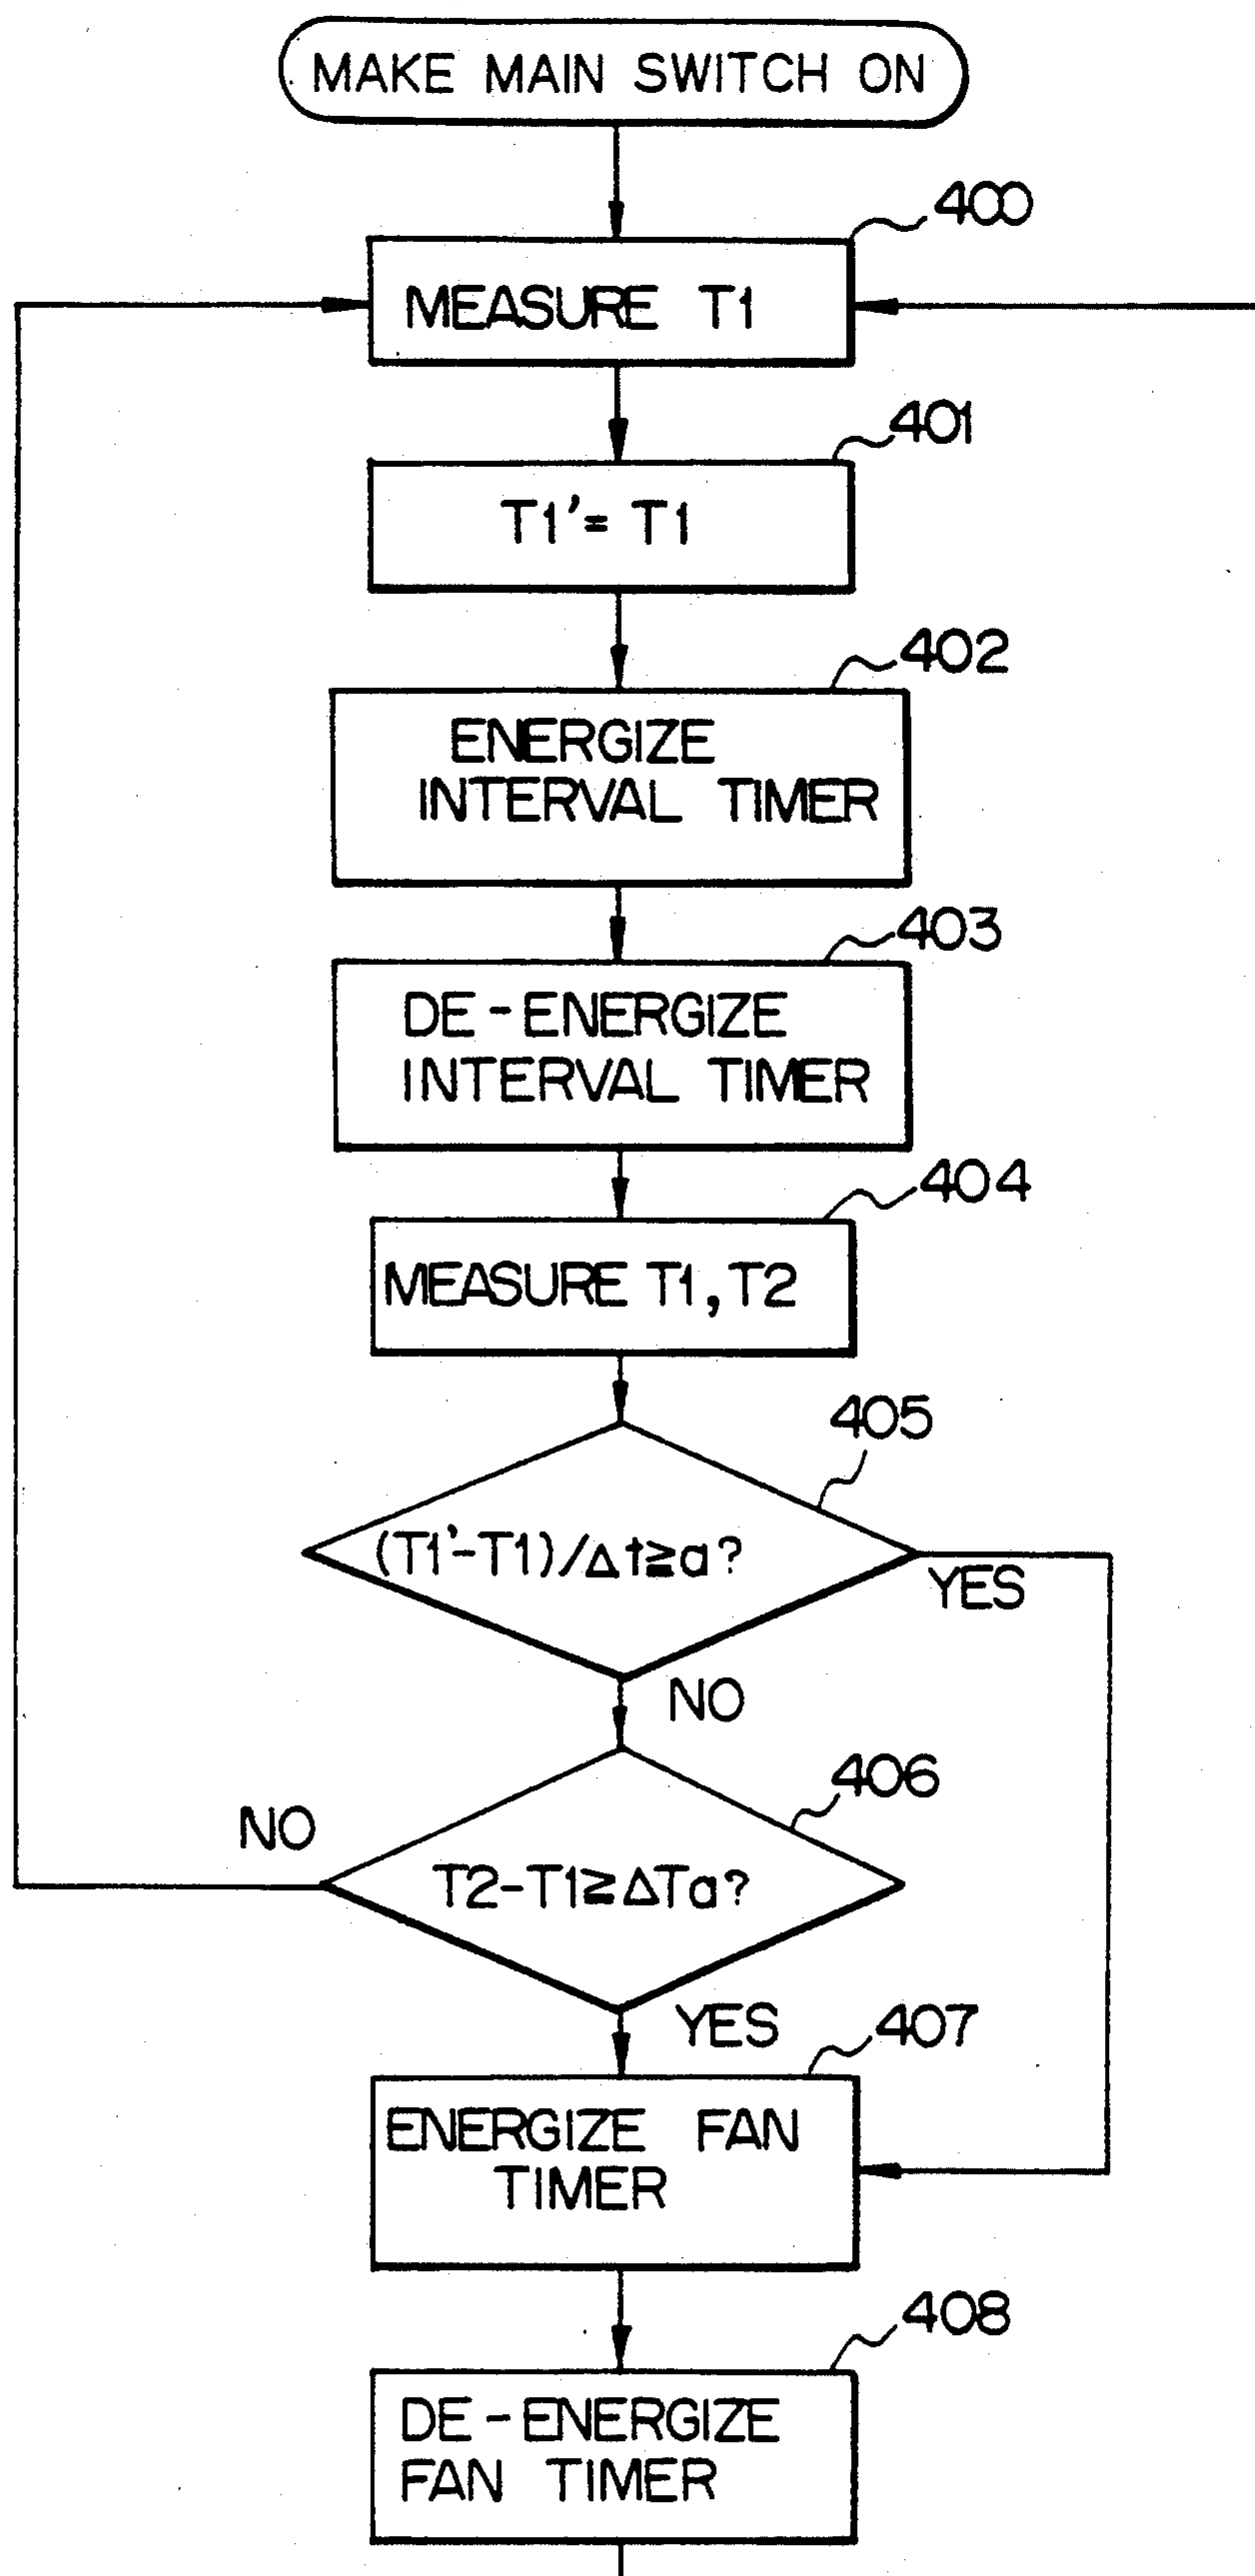 MAKE MAIN SWITCH ON
400
MEASURE T1
401
T1'= T1
402
ENERGIZE
INTERVAL TIMER
403
DE-ENERGIZE
INTERVAL TIMER
404
MEASURE T1,T2
405
(T1'-T1)/Δt≧a?
YES
NO
406
NO
T2-T1≧ΔTa?
YES
407
ENERGIZE FAN
TIMER
408
DE-ENERGIZE
FAN TIMER